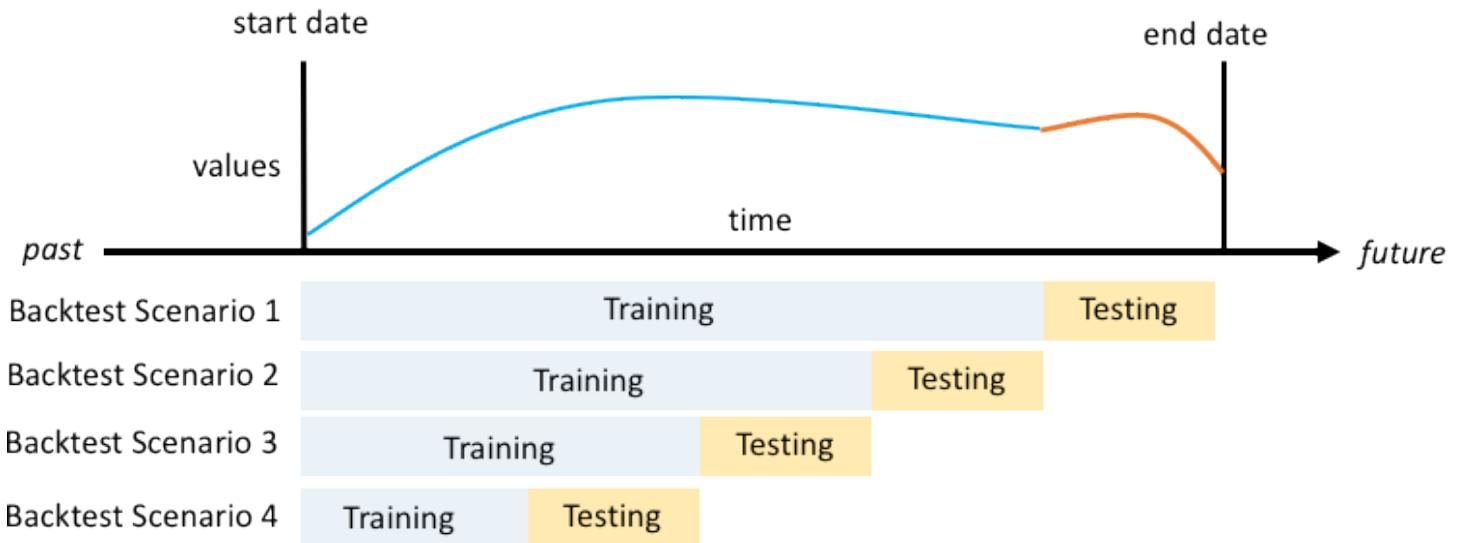 start date
end date
values
time
past
future
Backtest Scenario 1
Training
Testing
Backtest Scenario 2
Training
Testing
Backtest Scenario 3
Training
Testing
Backtest Scenario 4
Training
Testing